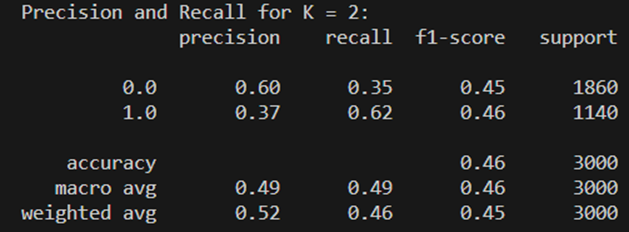 Precision and Recall for K = 2:
precision recall f1-score support
0.0 0.60 0.35 0.45 1860
1.0 0.37 0.62 0.46 1140
accuracy 0.46 3000
macro avg 0.49 0.49 0.46 3000
weighted avg 0.52 0.46 0.45 3000